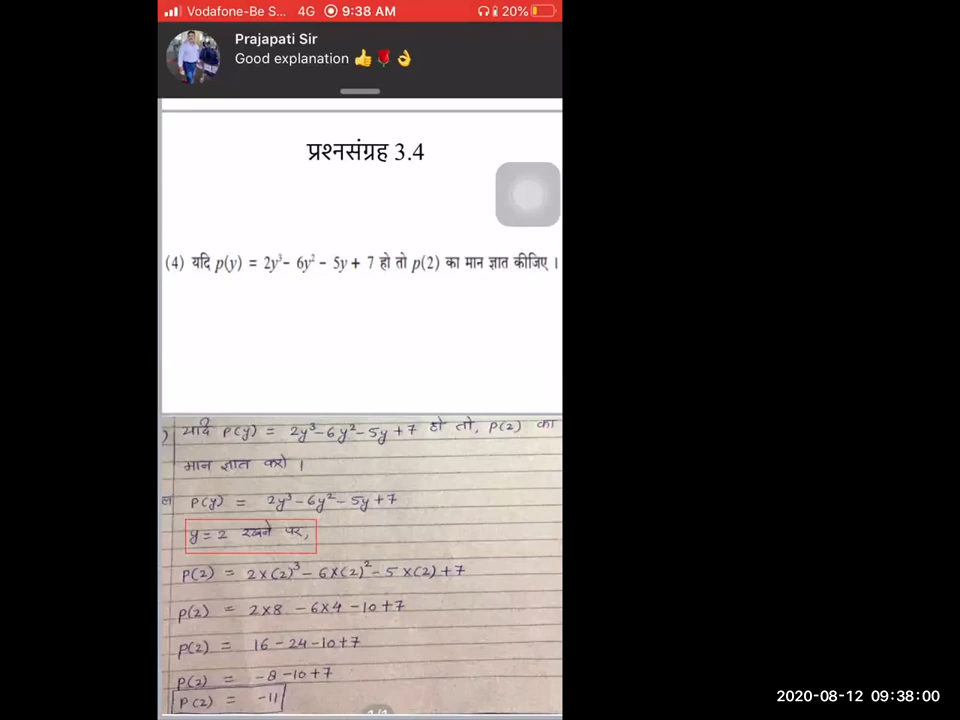 Vodafone-Be S... 4G 9:38 AM 20%
Prajapati Sir
Good explanation 👍🌹👌
प्रश्नसंग्रह 3.4
(4) यदि p(y) = 2y³ - 6y² - 5y + 7 हो तो p(2) का मान ज्ञात कीजिए ।
) यदि P(y) = 2y³-6y²-5y+7 हो तो, P(2) का
मान ज्ञात करो ।
हल P(y) = 2y³-6y²-5y+7
y=2 रखने पर,
P(2) = 2×(2)³ - 6×(2)² - 5×(2)+7
P(2) = 2×8 - 6×4 -10+7
P(2) = 16 -24 -10+7
P(2) = -8 -10+7
P(2) = -11
1/1
2020-08-12 09:38:00